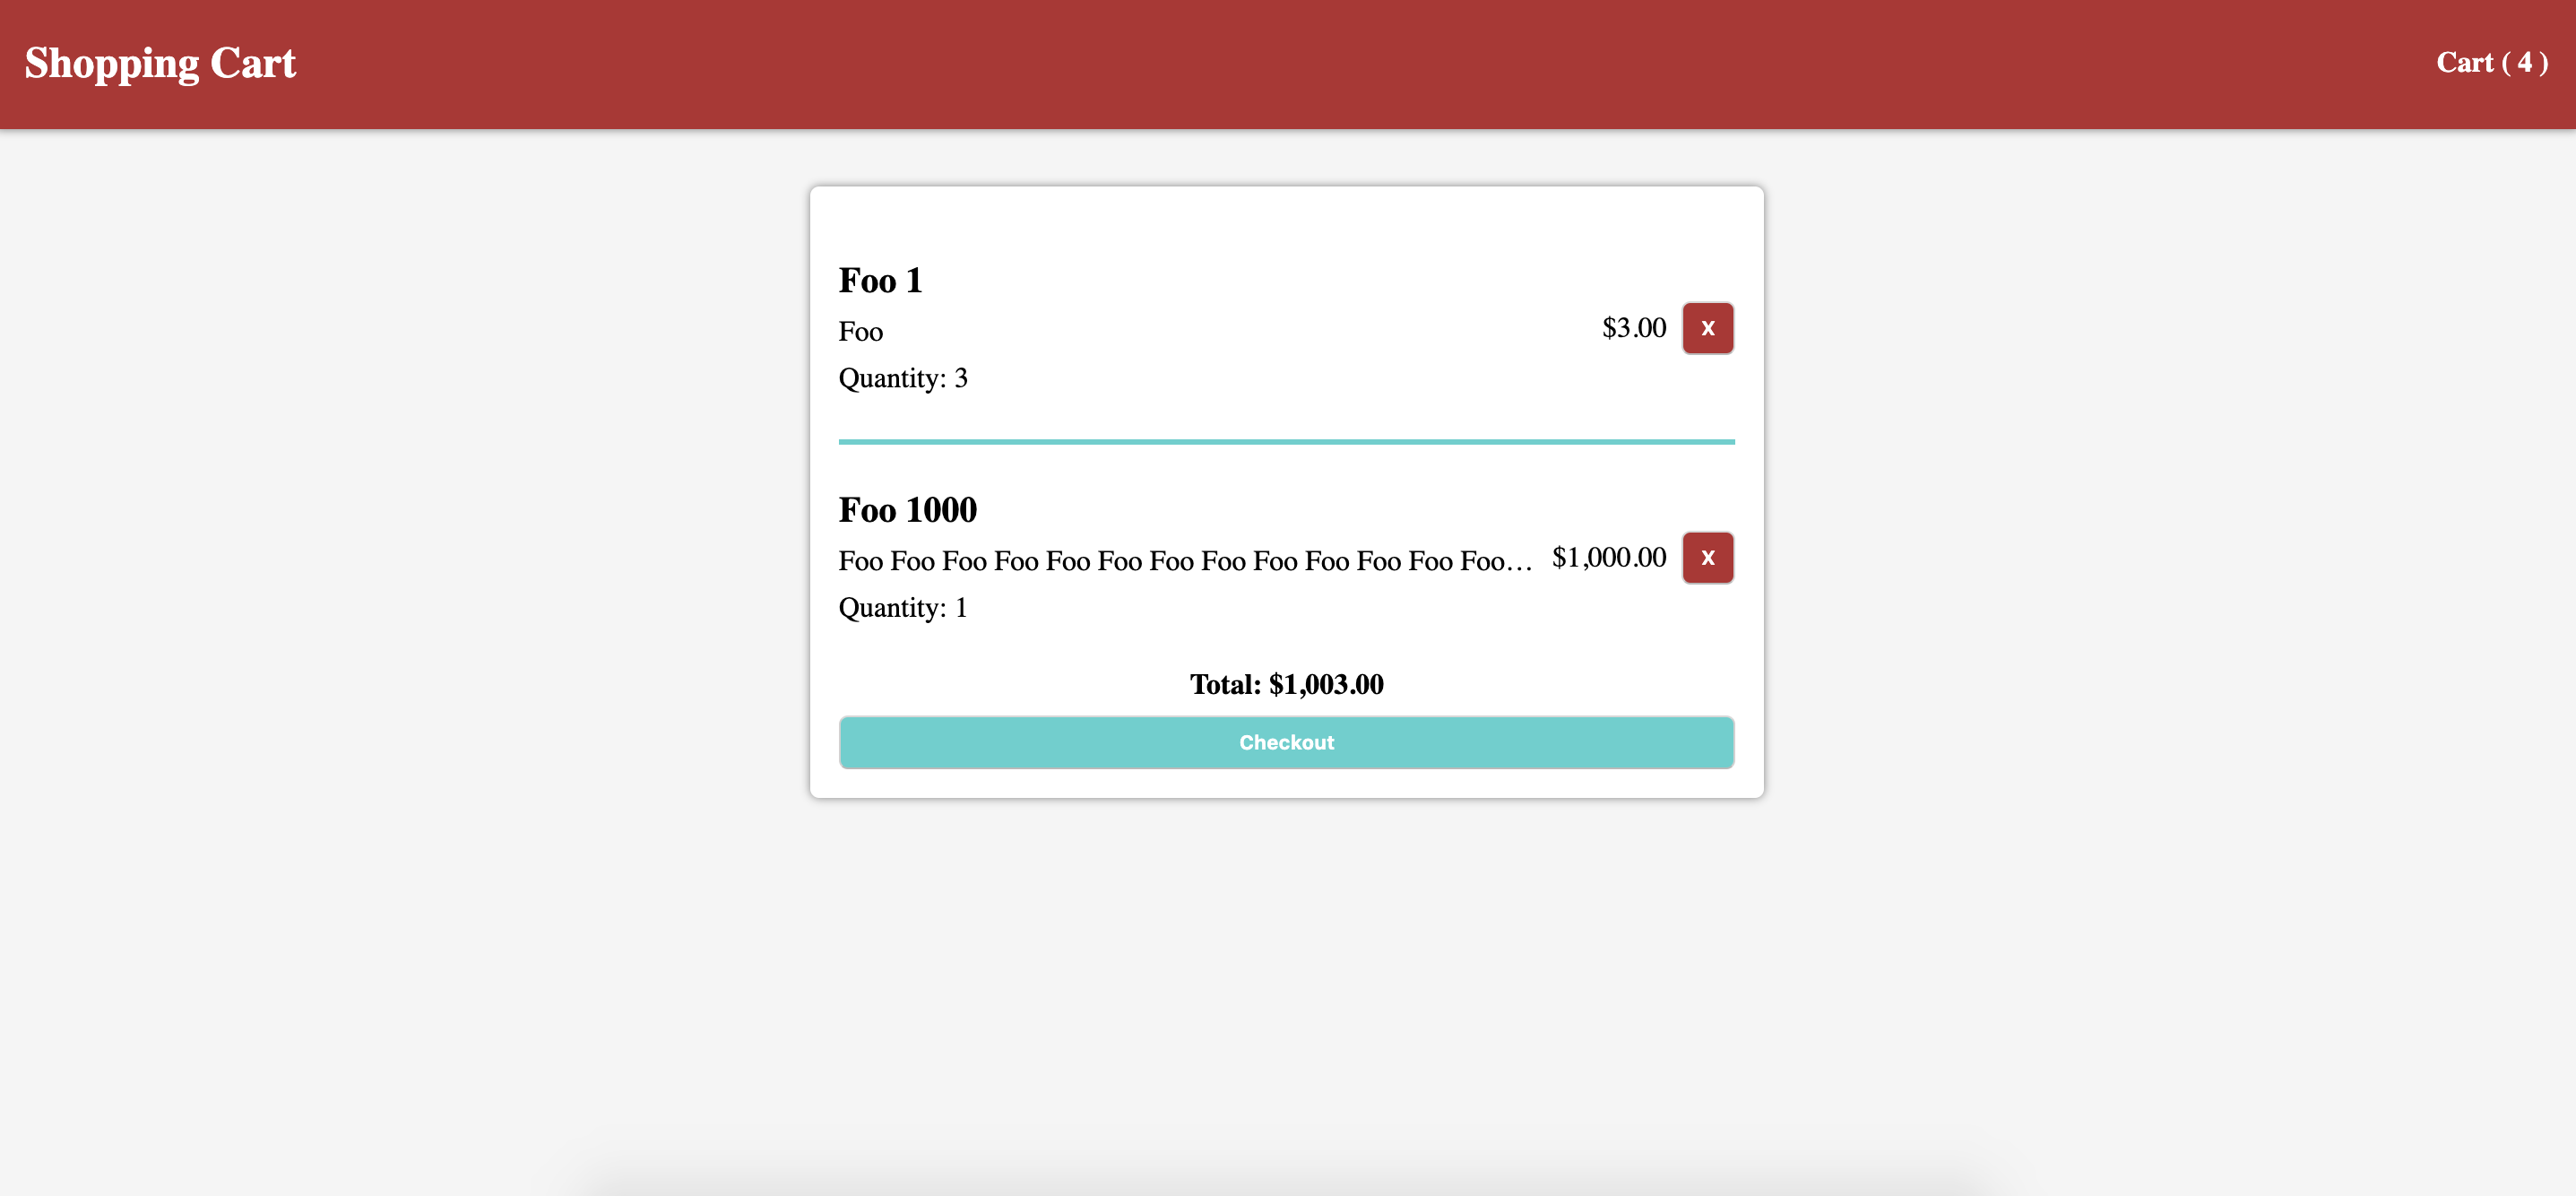 Shopping Cart
Cart ( 4 )
Foo 1
Foo
Quantity: 3
$3.00
X
Foo 1000
Foo Foo Foo Foo Foo Foo Foo Foo Foo Foo Foo Foo Foo...
Quantity: 1
$1,000.00
X
Total: $1,003.00
Checkout